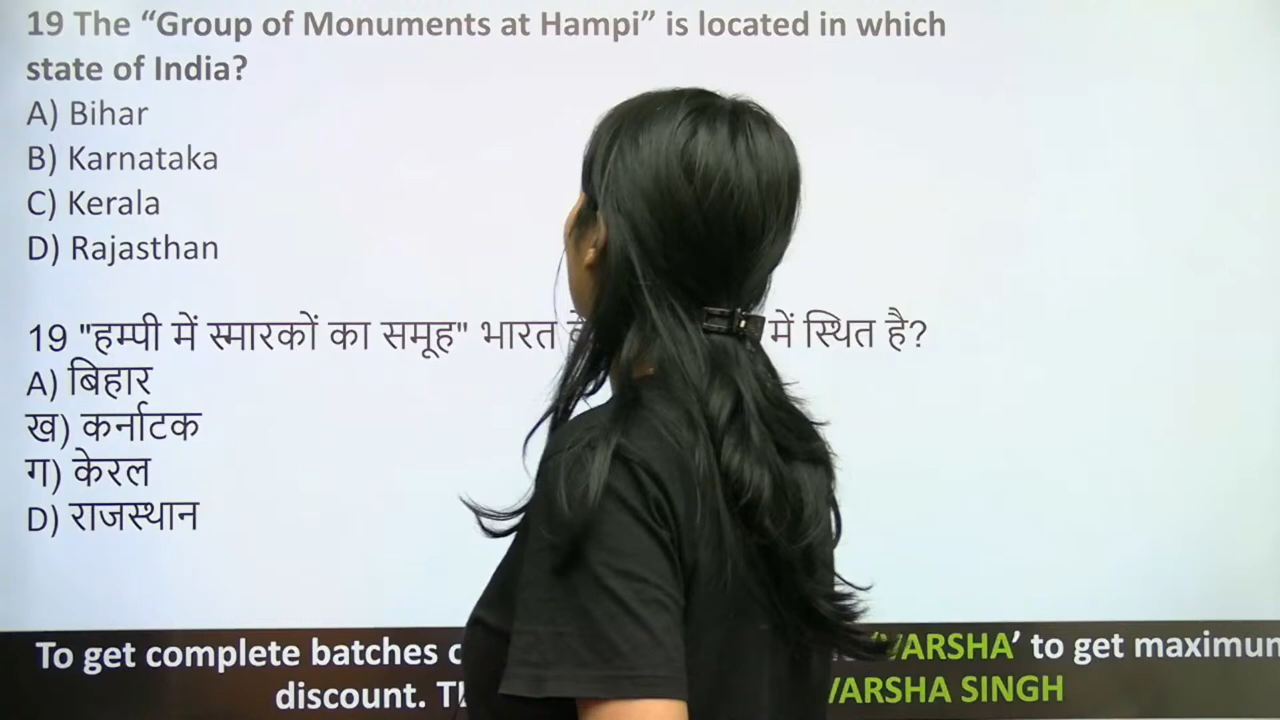 19 The “Group of Monuments at Hampi” is located in which
state of India?
A) Bihar
B) Karnataka
C) Kerala
D) Rajasthan
19 "हम्पी में स्मारकों का समूह" भारत में स्थित है?
A) बिहार
ख) कर्नाटक
ग) केरल
D) राजस्थान
To get complete batches ‘VARSHA’ to get maximum
discount. VARSHA SINGH